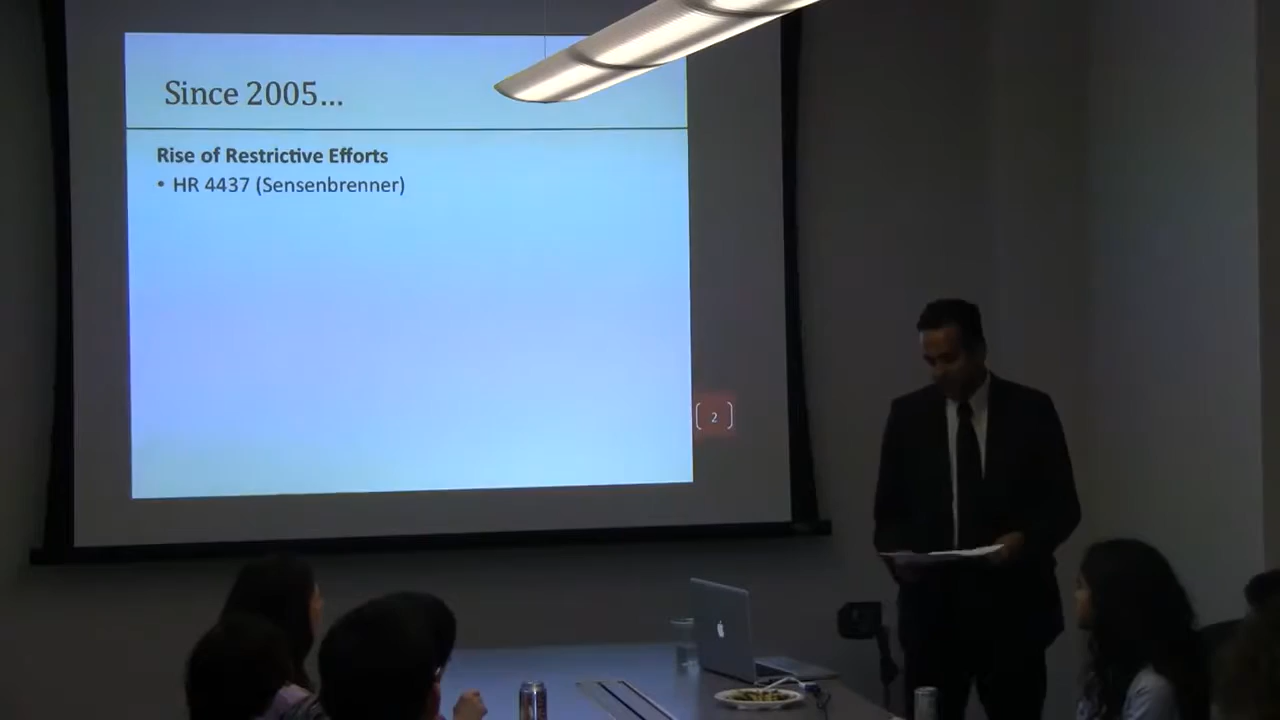 Since 2005...
Rise of Restrictive Efforts
• HR 4437 (Sensenbrenner)
2